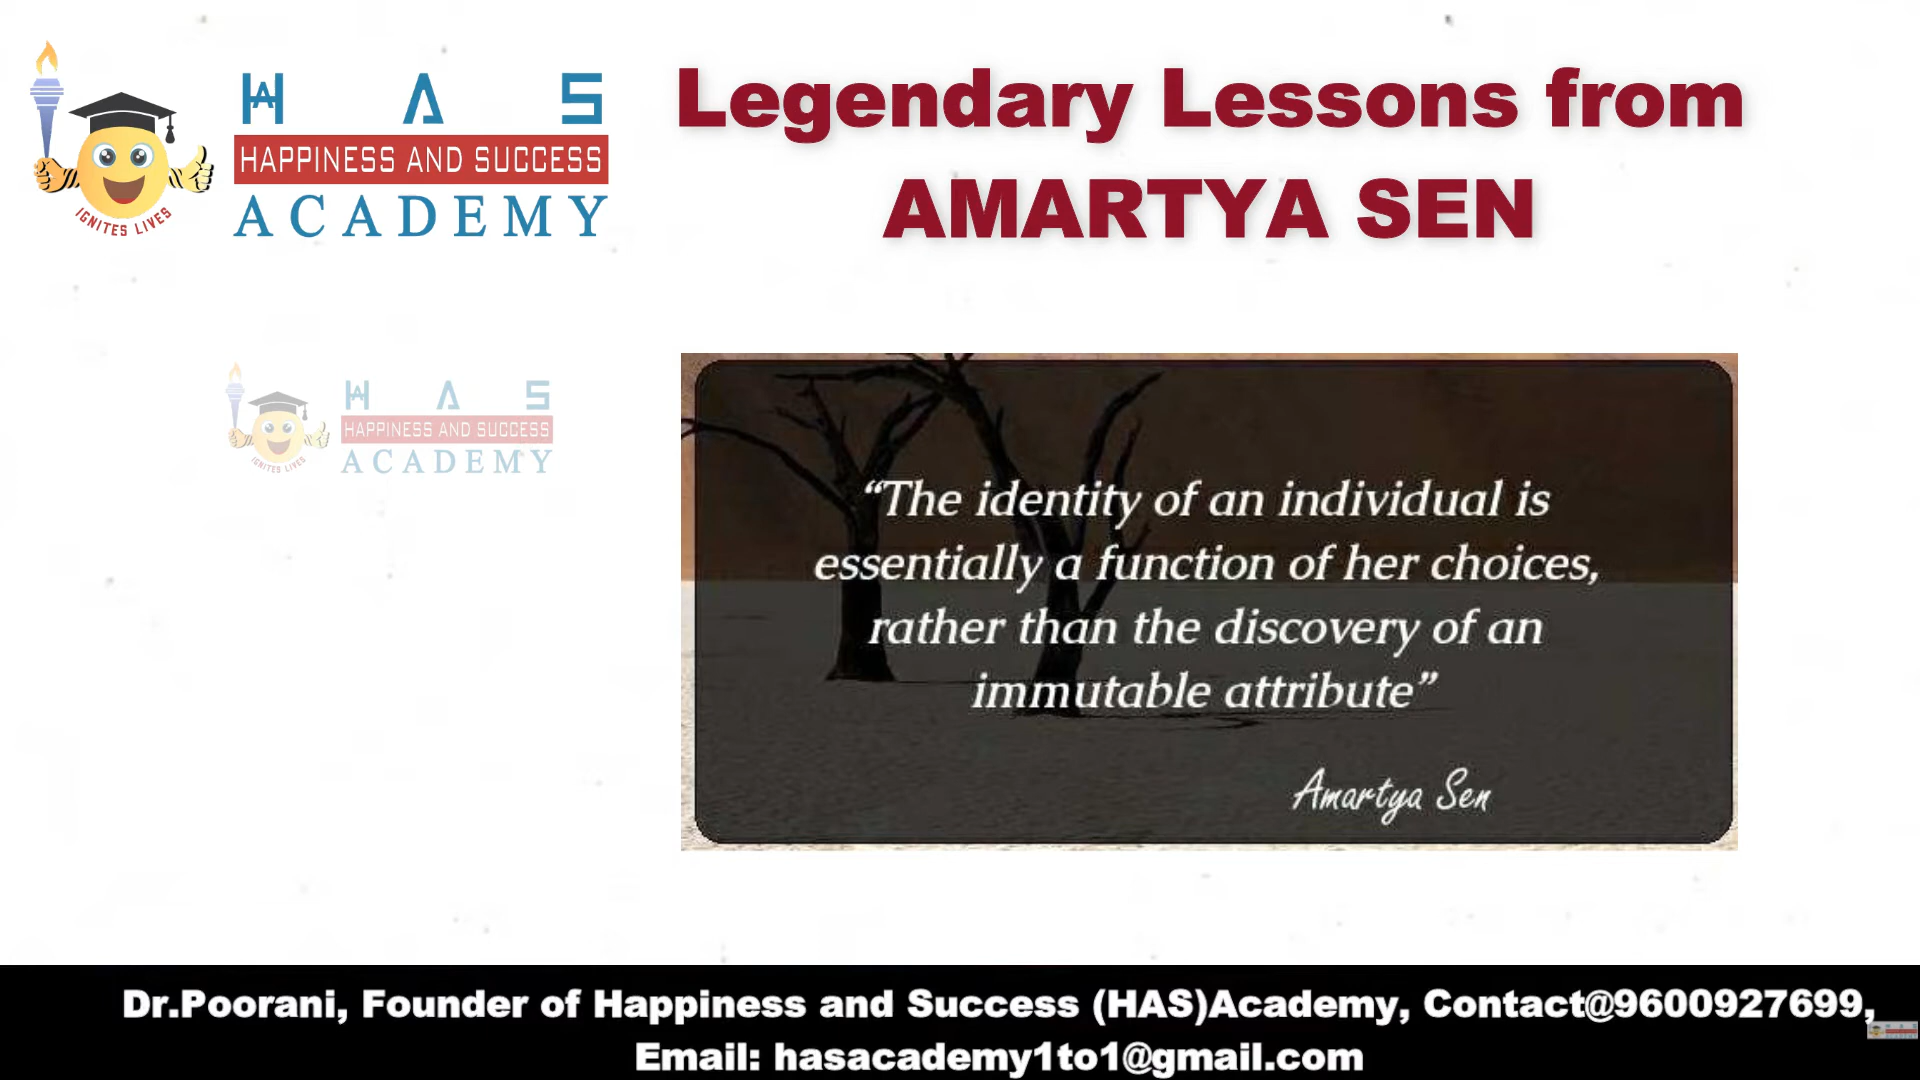 H A S
HAPPINESS AND SUCCESS
ACADEMY
IGNITES LIVES
Legendary Lessons from
AMARTYA SEN
H A S
HAPPINESS AND SUCCESS
ACADEMY
IGNITES LIVES
“The identity of an individual is
essentially a function of her choices,
rather than the discovery of an
immutable attribute”
Amartya Sen
Dr.Poorani, Founder of Happiness and Success (HAS)Academy, Contact@9600927699,
Email: hasacademy1to1@gmail.com